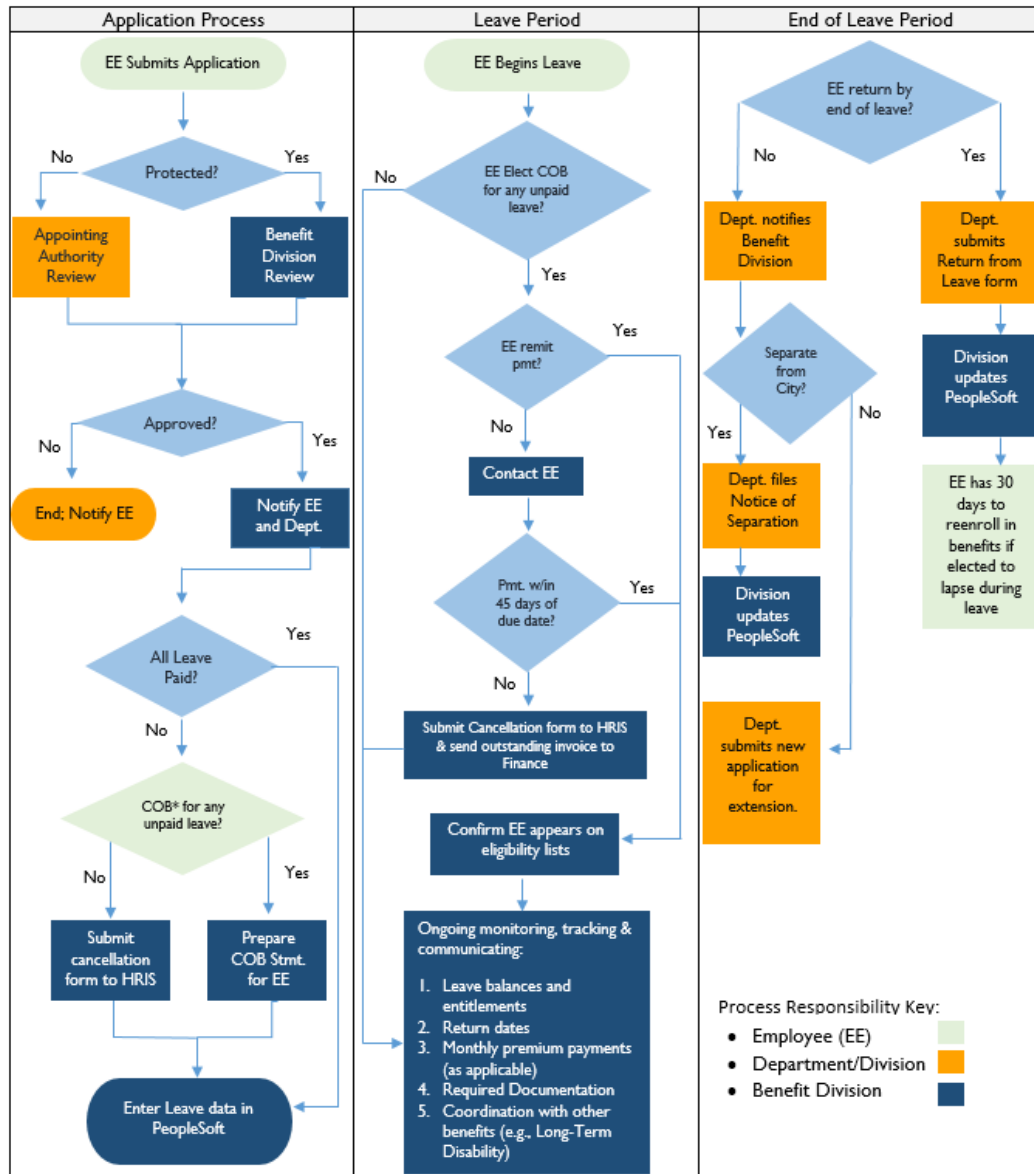 Application Process
EE Submits Application
Protected?
No
Yes
Appointing
Authority
Review
Benefit
Division
Review
Approved?
No
Yes
End; Notify EE
Notify EE
and Dept.
All Leave
Paid?
Yes
No
COB* for any
unpaid leave?
No
Yes
Submit
cancellation
form to HRIS
Prepare
COB Stmt.
for EE
Enter Leave data in
PeopleSoft
Leave Period
EE Begins Leave
EE Elect COB
for any unpaid
leave?
No
Yes
EE remit
pmt?
Yes
No
Contact EE
Pmt. w/in
45 days of
due date?
Yes
No
Submit Cancellation form to HRIS
& send outstanding invoice to
Finance
Confirm EE appears on
eligibility lists
Ongoing monitoring, tracking &
communicating:
1. Leave balances and
entitlements
2. Return dates
3. Monthly premium payments
(as applicable)
4. Required Documentation
5. Coordination with other
benefits (e.g., Long-Term
Disability)
End of Leave Period
EE return by
end of leave?
No
Yes
Dept. notifies
Benefit
Division
Dept.
submits
Return from
Leave form
Separate
from
City?
Yes
No
Division
updates
PeopleSoft
Dept. files
Notice of
Separation
EE has 30
days to
reenroll in
benefits if
elected to
lapse during
leave
Division
updates
PeopleSoft
Dept.
submits new
application
for
extension.
Process Responsibility Key:
• Employee (EE)
• Department/Division
• Benefit Division